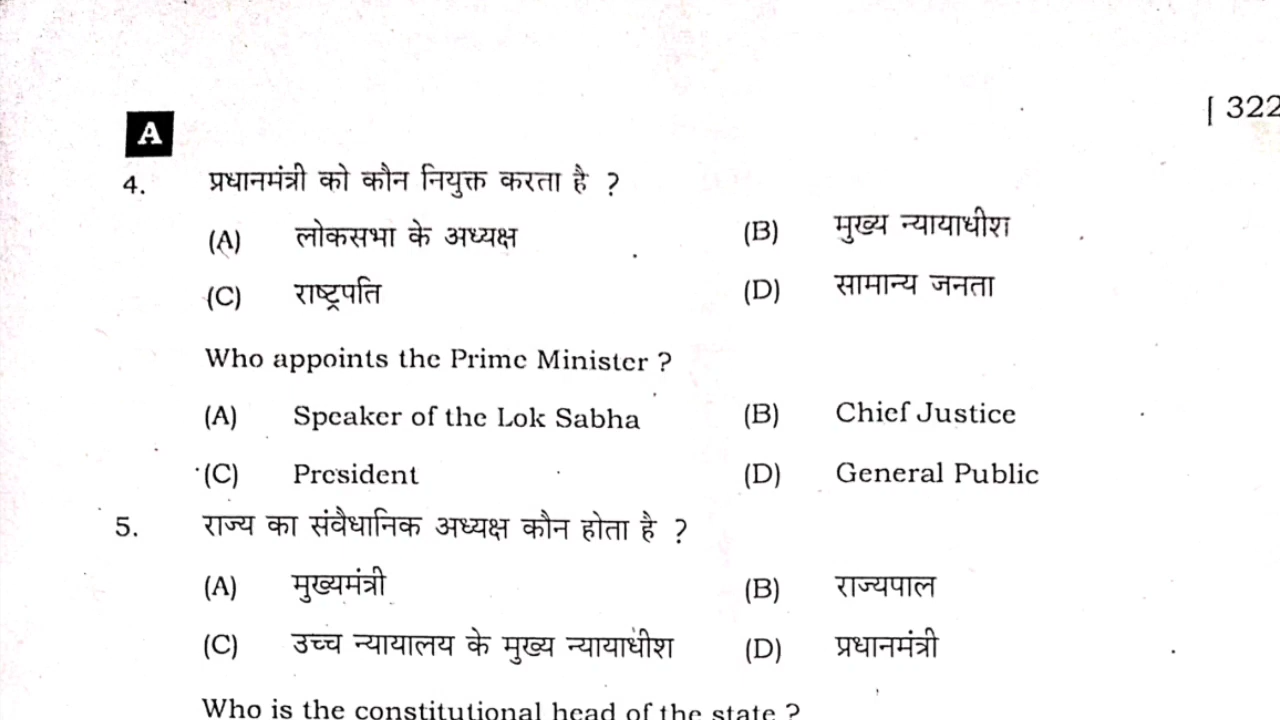 [ 322
A
4. प्रधानमंत्री को कौन नियुक्त करता है ?
(A) लोकसभा के अध्यक्ष (B) मुख्य न्यायाधीश
(C) राष्ट्रपति (D) सामान्य जनता
Who appoints the Prime Minister ?
(A) Speaker of the Lok Sabha (B) Chief Justice
(C) President (D) General Public
5. राज्य का संवैधानिक अध्यक्ष कौन होता है ?
(A) मुख्यमंत्री (B) राज्यपाल
(C) उच्च न्यायालय के मुख्य न्यायाधीश (D) प्रधानमंत्री
Who is the constitutional head of the state ?